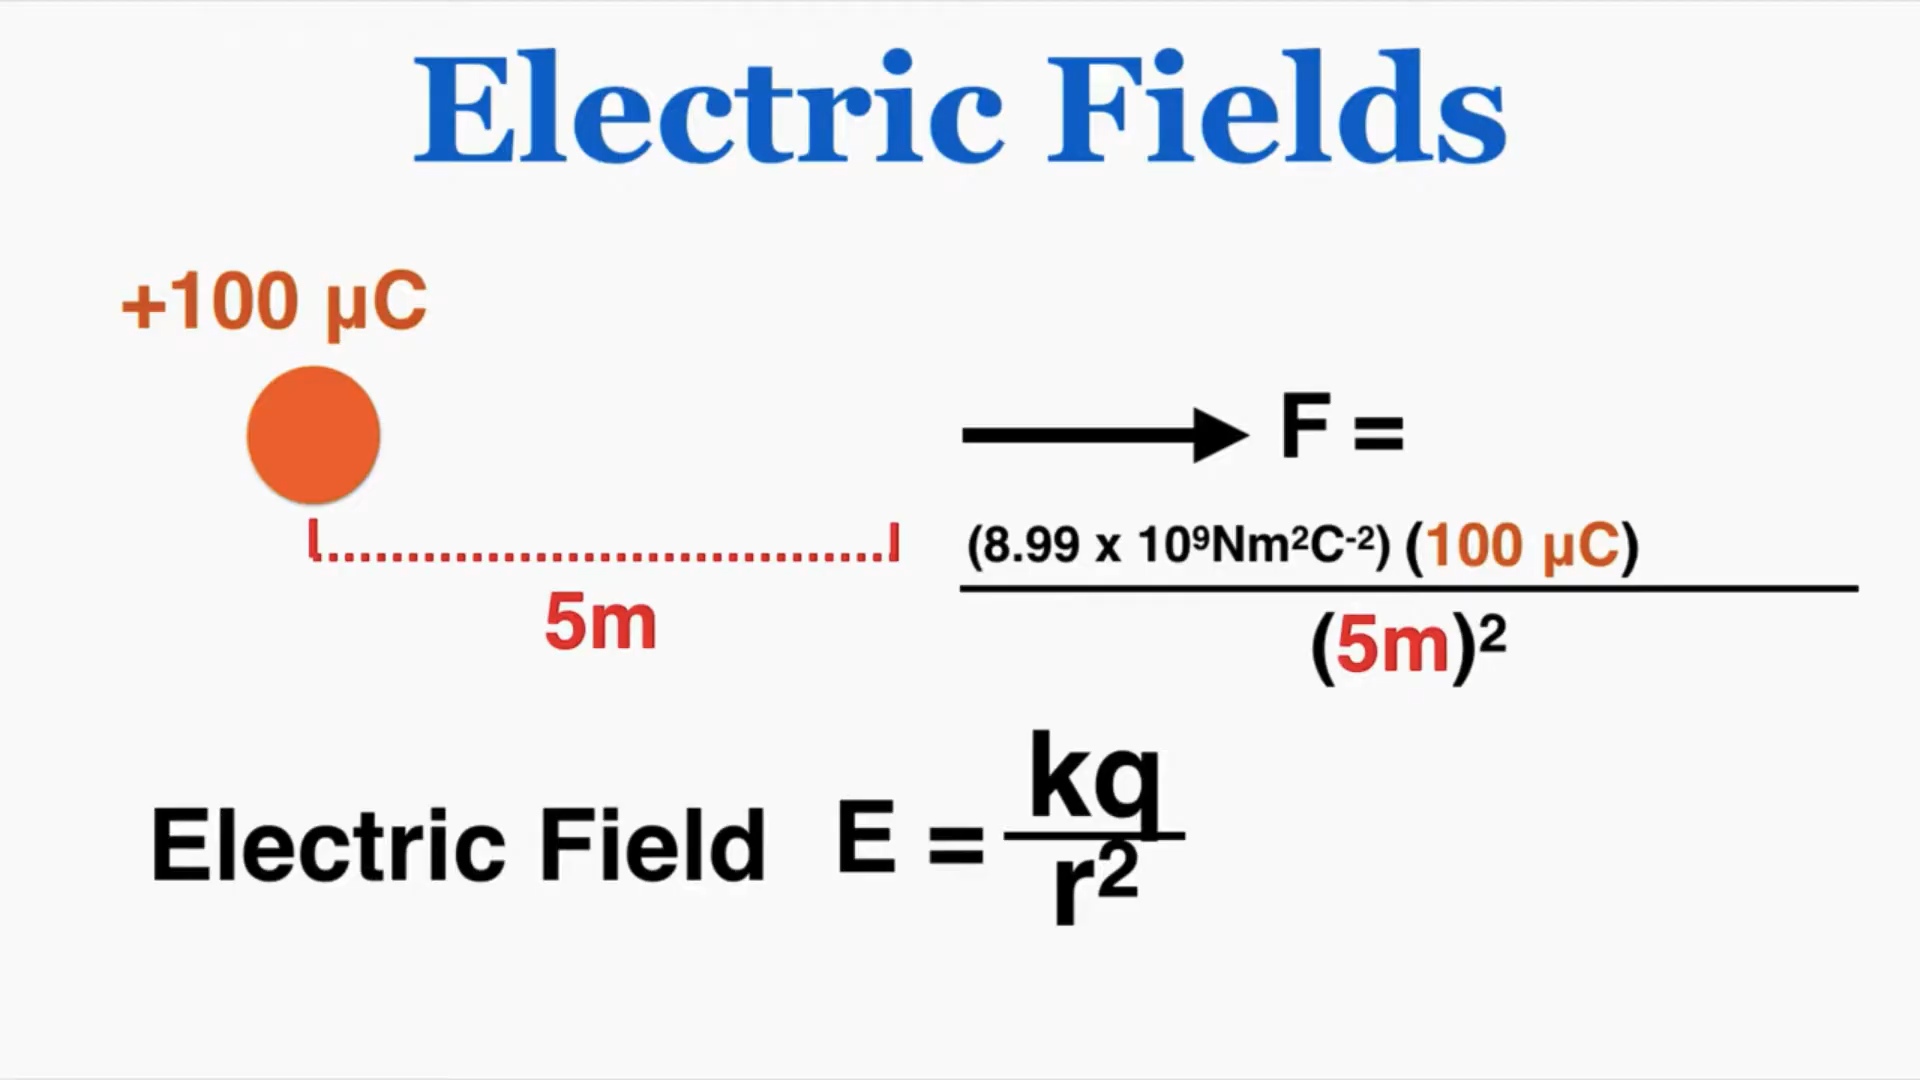 Electric Fields
+100 µC
F =
(8.99 x 10⁹Nm²C⁻²) (100 µC)
(5m)²
5m
Electric Field E = kq
r²